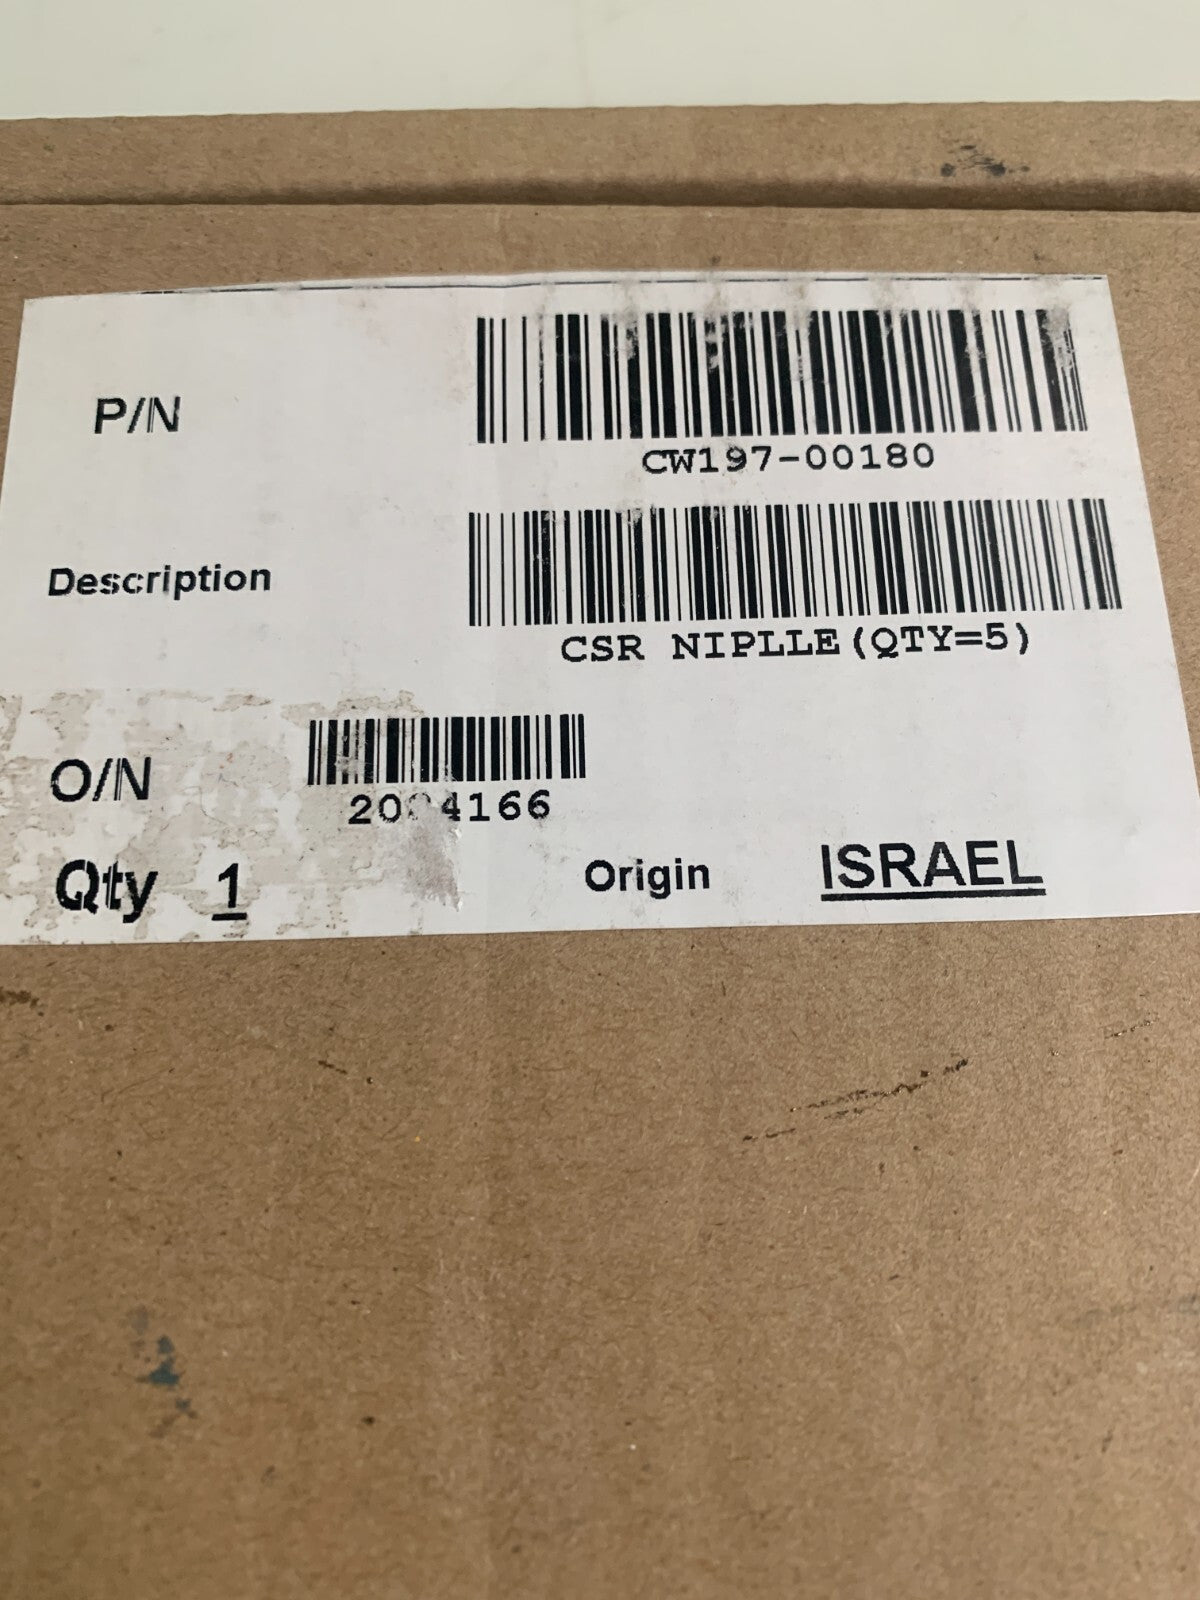 P/N
CW197-00180
Description
CSR NIPLLE(QTY=5)
O/N
Qty 1
Origin ISRAEL